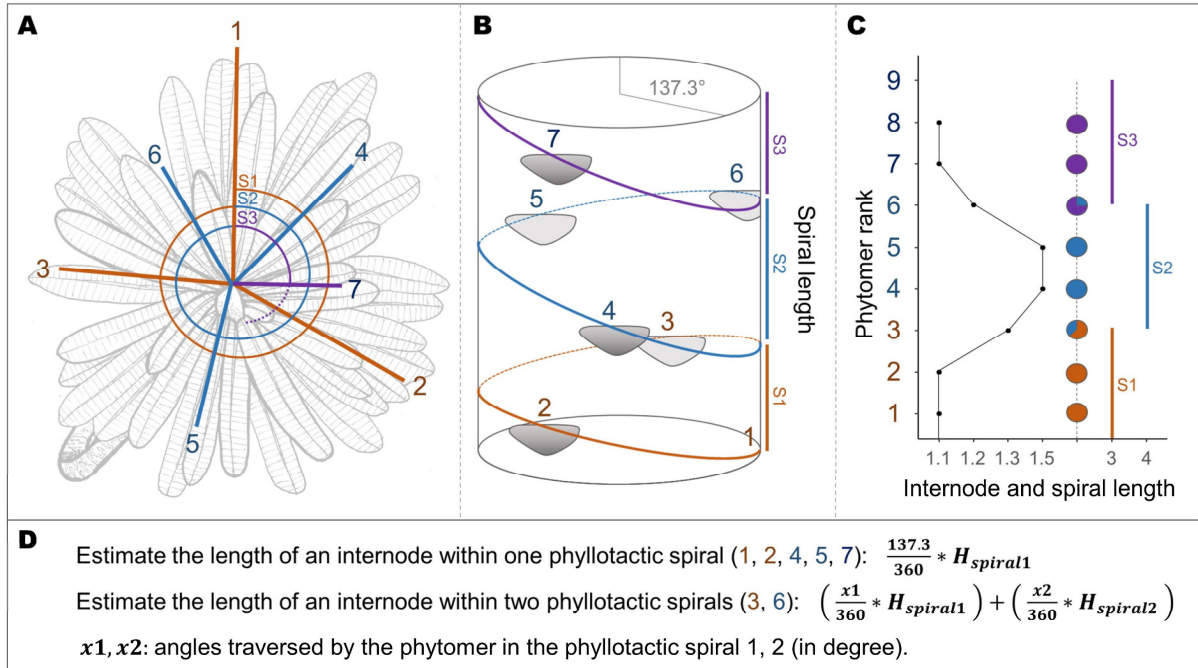 A
1
6
4
S1
S2
S3
3
7
2
5
B
137.3°
7
6
5
4
3
2
1
S3
S2
S1
Spiral length
C
9
8
7
6
5
4
3
2
1
Phytomer rank
S3
S2
S1
1.1 1.2 1.3 1.5 3 4
Internode and spiral length
D
Estimate the length of an internode within one phyllotactic spiral (1, 2, 4, 5, 7): 137.3/360 * H_spiral1
Estimate the length of an internode within two phyllotactic spirals (3, 6): (x1/360 * H_spiral1) + (x2/360 * H_spiral2)
x1, x2: angles traversed by the phytomer in the phyllotactic spiral 1, 2 (in degree).